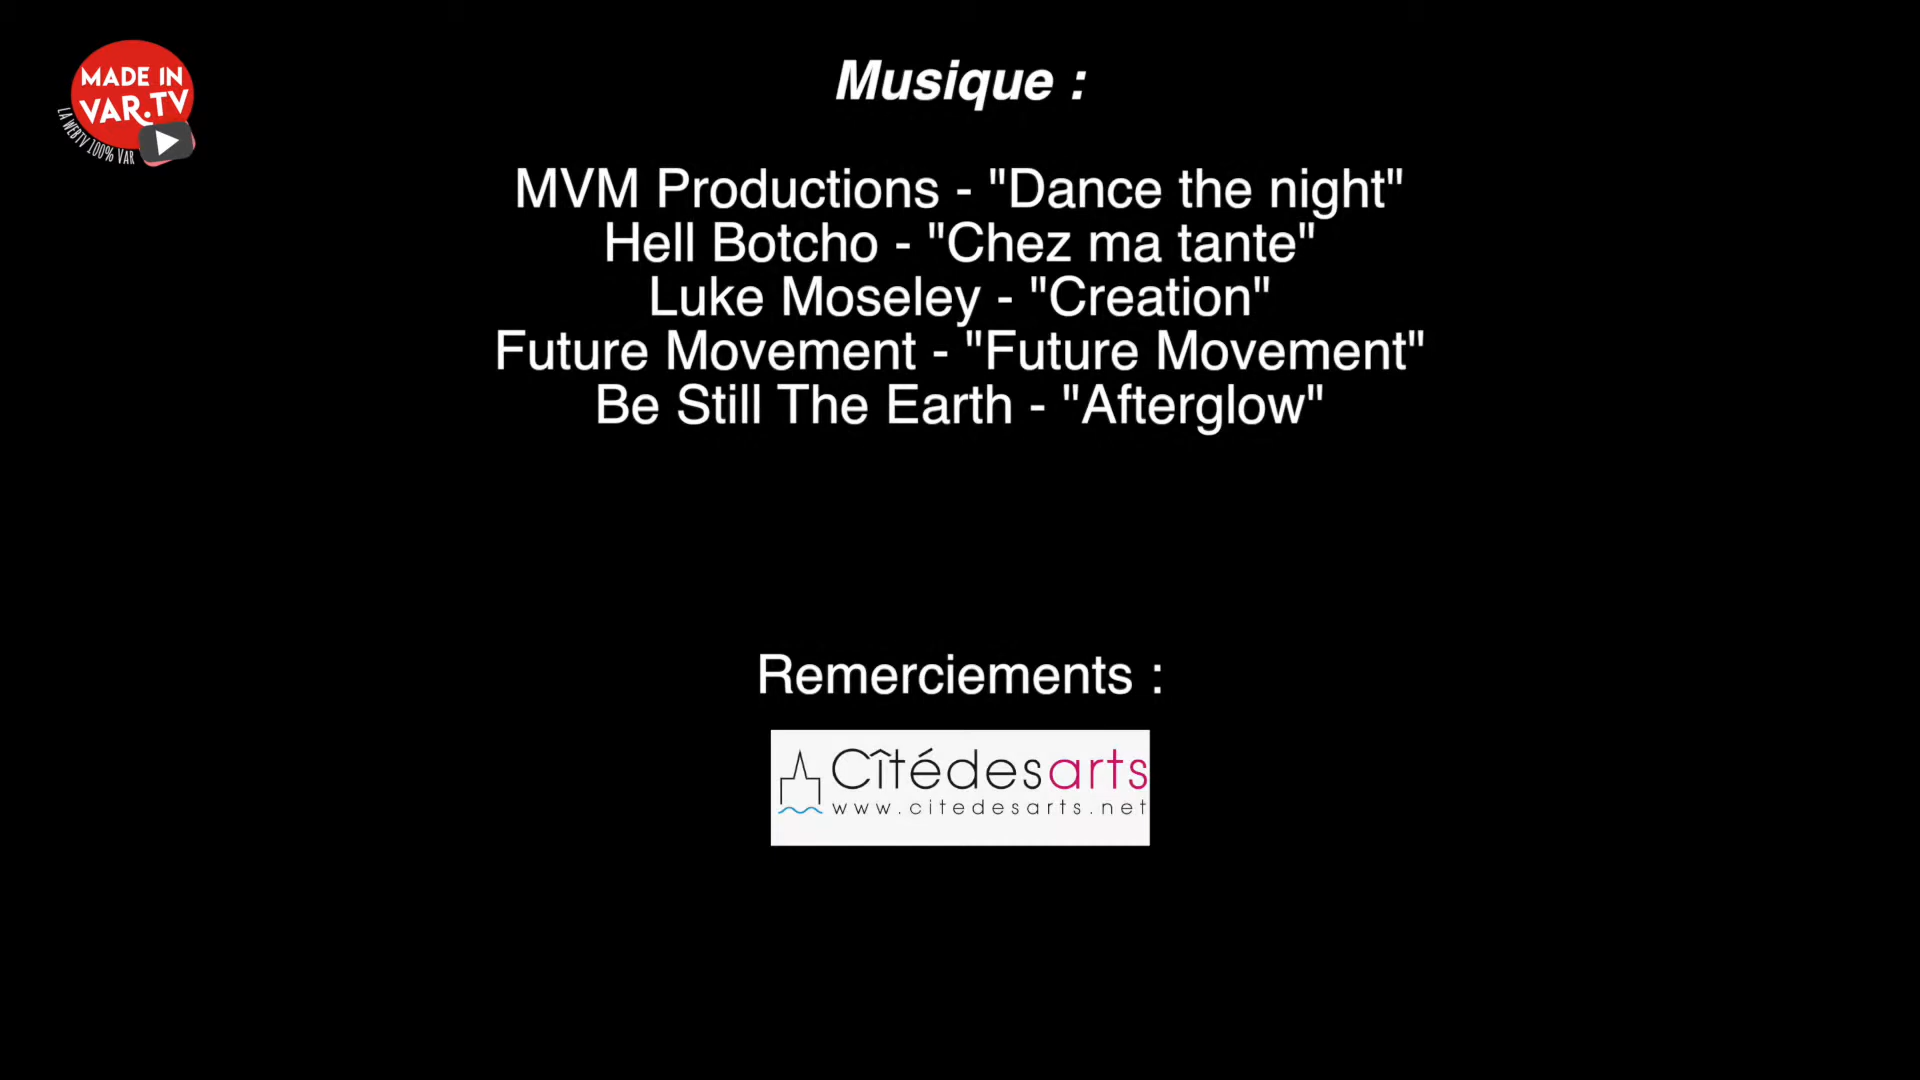 MADE IN
VAR.TV
LA WEBTV 100% VAR
Musique :
MVM Productions - "Dance the night"
Hell Botcho - "Chez ma tante"
Luke Moseley - "Creation"
Future Movement - "Future Movement"
Be Still The Earth - "Afterglow"
Remerciements :
Cîtédesarts
www.citedesarts.net